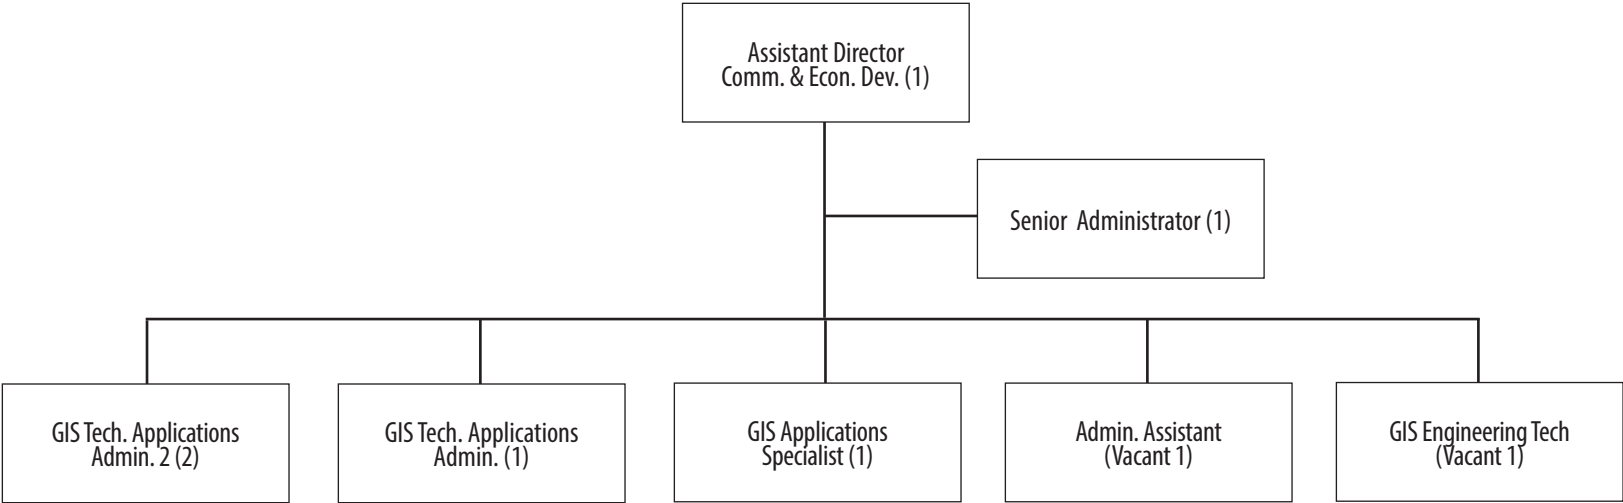 Assistant Director
Comm. & Econ. Dev. (1)
Senior Administrator (1)
GIS Tech. Applications
Admin. 2 (2)
GIS Tech. Applications
Admin. (1)
GIS Applications
Specialist (1)
Admin. Assistant
(Vacant 1)
GIS Engineering Tech
(Vacant 1)